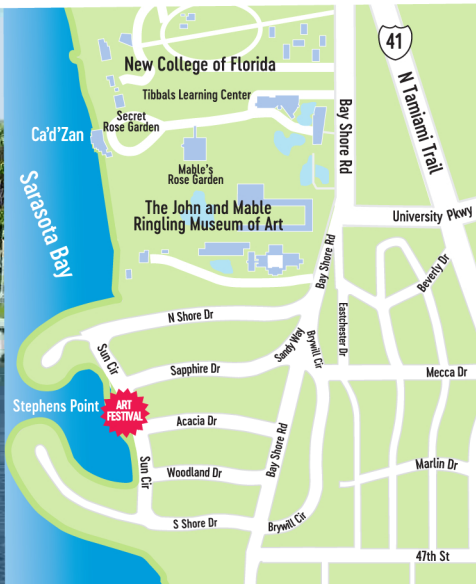 41
New College of Florida
N Tamiami Trail
Tibbals Learning Center
Bay Shore Rd
Secret
Rose Garden
Ca'd'Zan
Mable's
Rose Garden
Sarasota Bay
The John and Mable
Ringling Museum of Art
University Pkwy
Bay Shore Rd
Beverly Dr
N Shore Dr
Eastchester Dr
Sandy Way
Brywill Cir
Sun Cir
Sapphire Dr
Mecca Dr
Stephens Point
ART
FESTIVAL
Acacia Dr
Bay Shore Rd
Sun Cir
Woodland Dr
Marlin Dr
S Shore Dr
Brywill Cir
47th St